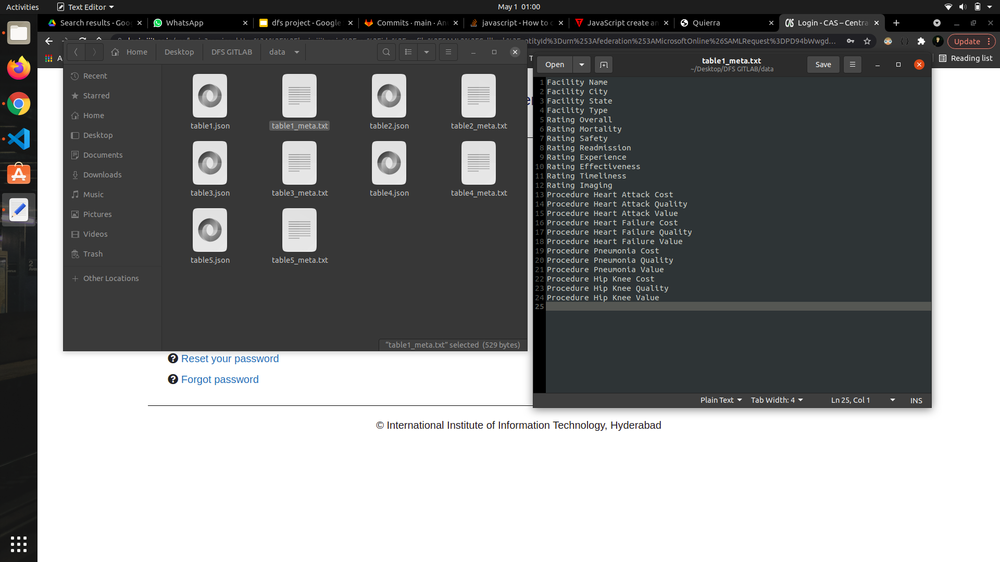 Activities
Text Editor
May 1 01:00
Search results - Goo
WhatsApp
dfs project - Google
Commits · main · An
javascript - How to c
JavaScript create an
Quierra
Login - CAS – Centra
entityId%3Durn%253Afederation%253AMicrosoftOnline%26SAMLRequest%3DPD94bWwgd...
Update
A
Reading list
Home
Desktop
DFS GITLAB
data
Recent
Starred
Home
Desktop
Documents
Downloads
Music
Pictures
Videos
Trash
Other Locations
table1.json
table1_meta.txt
table2.json
table2_meta.txt
table3.json
table3_meta.txt
table4.json
table4_meta.txt
table5.json
table5_meta.txt
“table1_meta.txt” selected (529 bytes)
Open
table1_meta.txt
~/Desktop/DFS GITLAB/data
Save
1 Facility Name
2 Facility City
3 Facility State
4 Facility Type
5 Rating Overall
6 Rating Mortality
7 Rating Safety
8 Rating Readmission
9 Rating Experience
10 Rating Effectiveness
11 Rating Timeliness
12 Rating Imaging
13 Procedure Heart Attack Cost
14 Procedure Heart Attack Quality
15 Procedure Heart Attack Value
16 Procedure Heart Failure Cost
17 Procedure Heart Failure Quality
18 Procedure Heart Failure Value
19 Procedure Pneumonia Cost
20 Procedure Pneumonia Quality
21 Procedure Pneumonia Value
22 Procedure Hip Knee Cost
23 Procedure Hip Knee Quality
24 Procedure Hip Knee Value
25
Plain Text
Tab Width: 4
Ln 25, Col 1
INS
Reset your password
Forgot password
© International Institute of Information Technology, Hyderabad